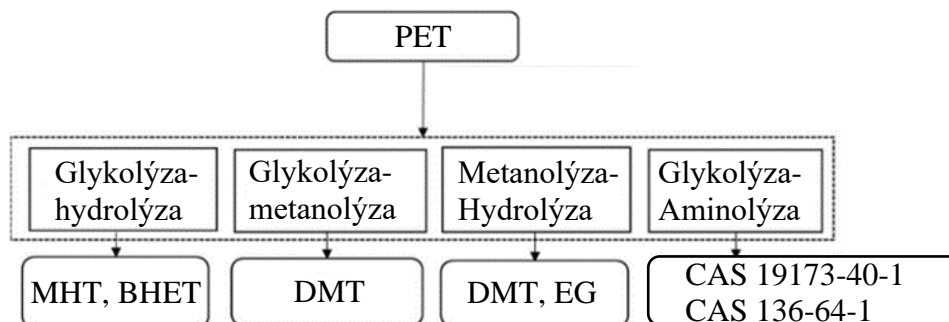 PET
Glykolýza-
hydrolýza
Glykolýza-
metanolýza
Metanolýza-
Hydrolýza
Glykolýza-
Aminolýza
MHT, BHET
DMT
DMT, EG
CAS 19173-40-1
CAS 136-64-1